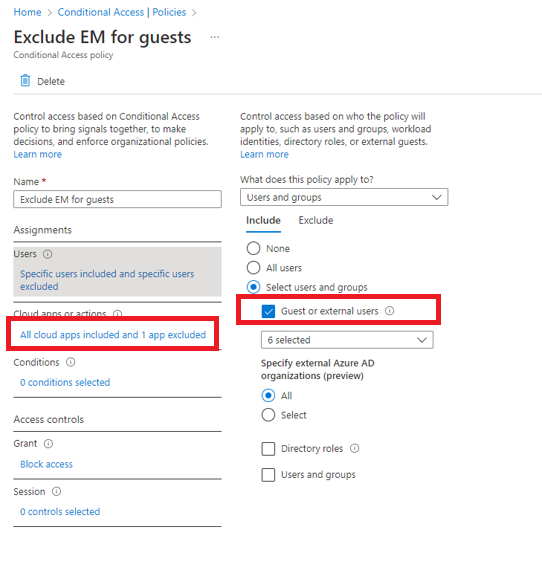 Home > Conditional Access | Policies >
Exclude EM for guests ...
Conditional Access policy
Delete
Control access based on Conditional Access
policy to bring signals together, to make
decisions, and enforce organizational policies.
Learn more
Name *
Exclude EM for guests
Assignments
Users
Specific users included and specific users
excluded
Cloud apps or actions
All cloud apps included and 1 app excluded
Conditions
0 conditions selected
Access controls
Grant
Block access
Session
0 controls selected
Control access based on who the policy will
apply to, such as users and groups, workload
identities, directory roles, or external guests.
Learn more
What does this policy apply to?
Users and groups
Include Exclude
None
All users
Select users and groups
Guest or external users
6 selected
Specify external Azure AD
organizations (preview)
All
Select
Directory roles
Users and groups